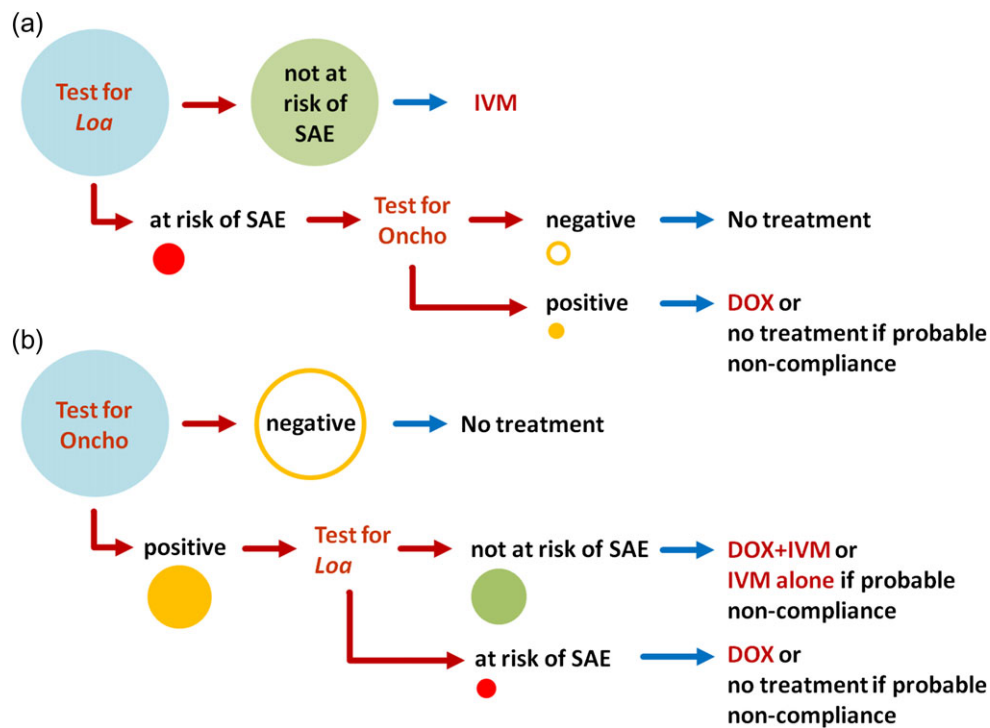 (a)
Test for
Loa
not at
risk of
SAE
IVM
at risk of SAE
Test for
Oncho
negative
No treatment
positive
DOX or
no treatment if probable
non-compliance
(b)
Test for
Oncho
negative
No treatment
positive
Test for
Loa
not at risk of SAE
DOX+IVM or
IVM alone if probable
non-compliance
at risk of SAE
DOX or
no treatment if probable
non-compliance